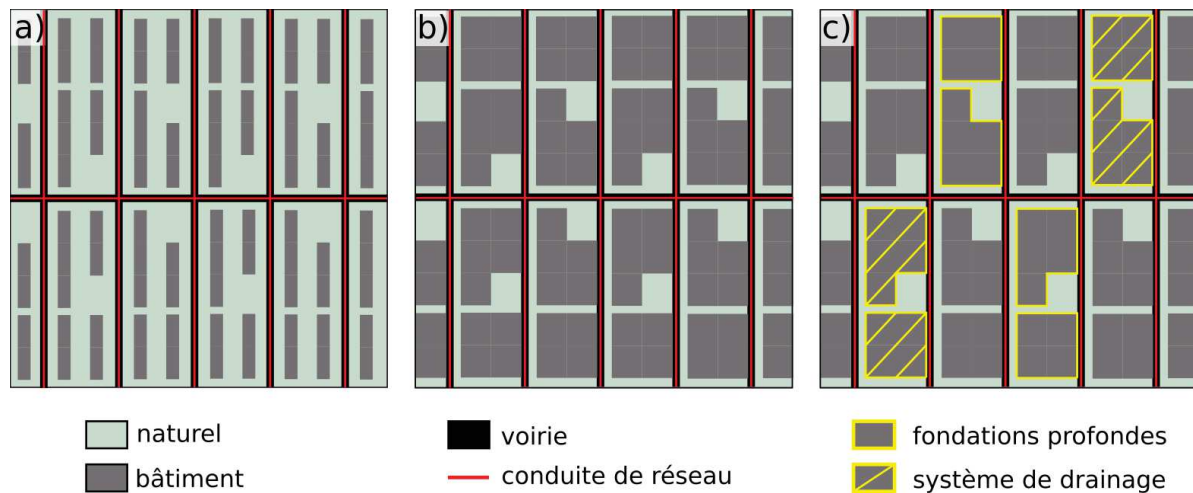 a)
b)
c)
naturel
voirie
fondations profondes
bâtiment
conduite de réseau
système de drainage